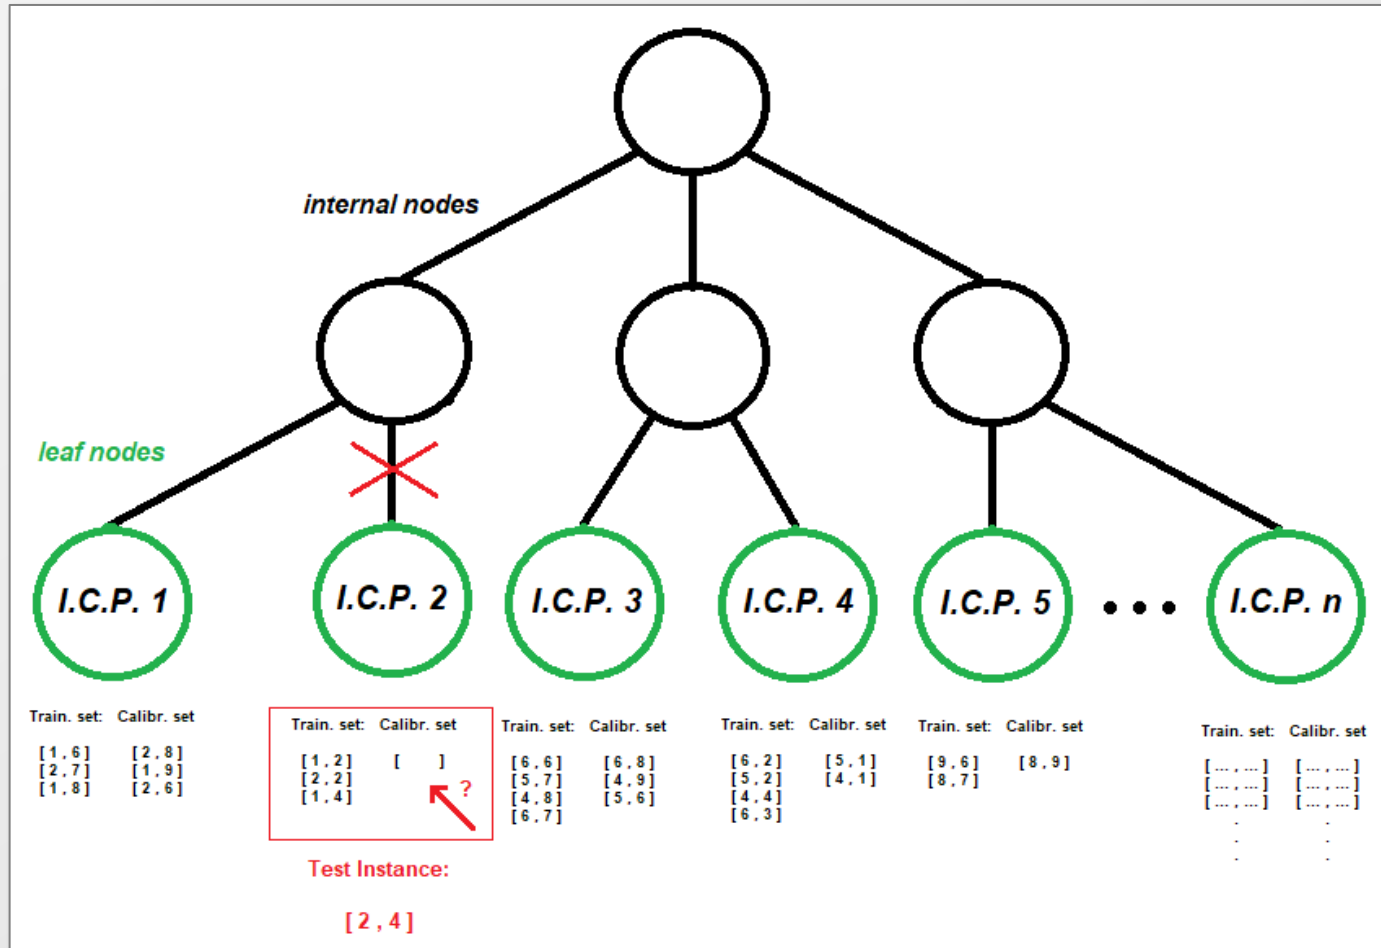 internal nodes
leaf nodes
I.C.P. 1
I.C.P. 2
I.C.P. 3
I.C.P. 4
I.C.P. 5
• • •
I.C.P. n
Train. set: Calibr. set
[ 1 , 6 ] [ 2 , 8 ]
[ 2 , 7 ] [ 1 , 9 ]
[ 1 , 8 ] [ 2 , 6 ]
Train. set: Calibr. set
[ 1 , 2 ] [ ]
[ 2 , 2 ]
[ 1 , 4 ]
?
Test Instance:
[ 2 , 4 ]
Train. set: Calibr. set
[ 6 , 6 ] [ 6 , 8 ]
[ 5 , 7 ] [ 4 , 9 ]
[ 4 , 8 ] [ 5 , 6 ]
[ 6 , 7 ]
Train. set: Calibr. set
[ 6 , 2 ] [ 5 , 1 ]
[ 5 , 2 ] [ 4 , 1 ]
[ 4 , 4 ]
[ 6 , 3 ]
Train. set: Calibr. set
[ 9 , 6 ] [ 8 , 9 ]
[ 8 , 7 ]
Train. set: Calibr. set
[ ... , ... ] [ ... , ... ]
[ ... , ... ] [ ... , ... ]
[ ... , ... ] [ ... , ... ]
. .
. .
. .